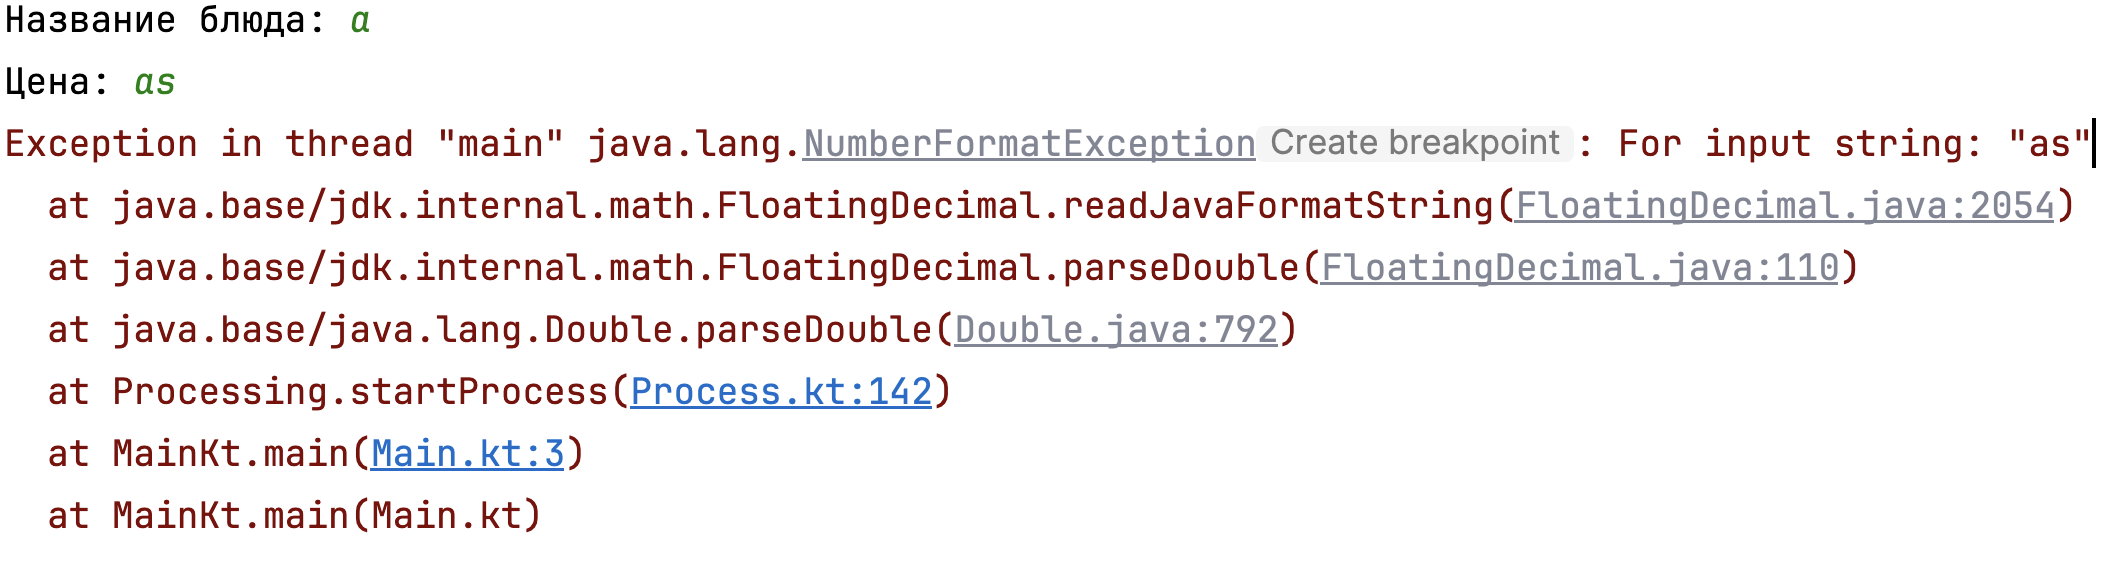 Название блюда: a
Цена: as
Exception in thread "main" java.lang.NumberFormatException Create breakpoint : For input string: "as"
at java.base/jdk.internal.math.FloatingDecimal.readJavaFormatString(FloatingDecimal.java:2054)
at java.base/jdk.internal.math.FloatingDecimal.parseDouble(FloatingDecimal.java:110)
at java.base/java.lang.Double.parseDouble(Double.java:792)
at Processing.startProcess(Process.kt:142)
at MainKt.main(Main.kt:3)
at MainKt.main(Main.kt)